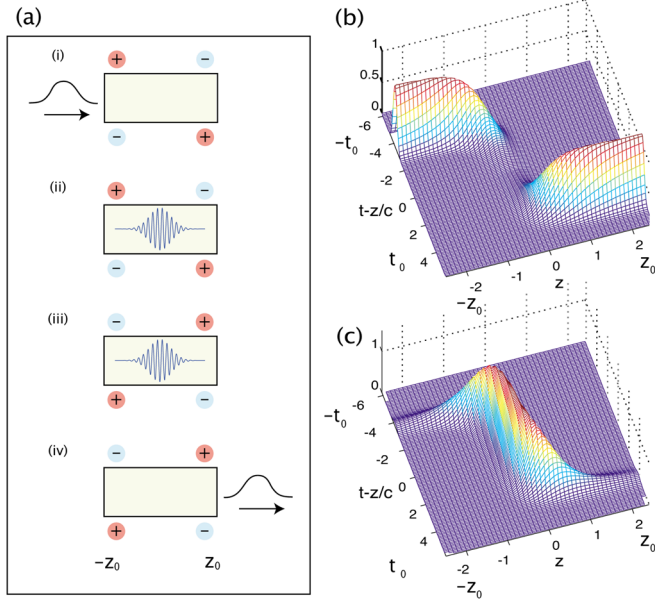 (a)
(i)
+ −
− +
(ii)
+ −
− +
(iii)
− +
+ −
(iv)
− +
+ −
−z0 z0
(b)
1
0.5
0
-6
−t0
-4
-2
t-z/c
0
2
t0
4
-2
−z0
-1
0
z
1
2
z0
(c)
1
0
-6
−t0
-4
-2
t-z/c
0
2
t0
4
-2
−z0
-1
0
z
1
2
z0